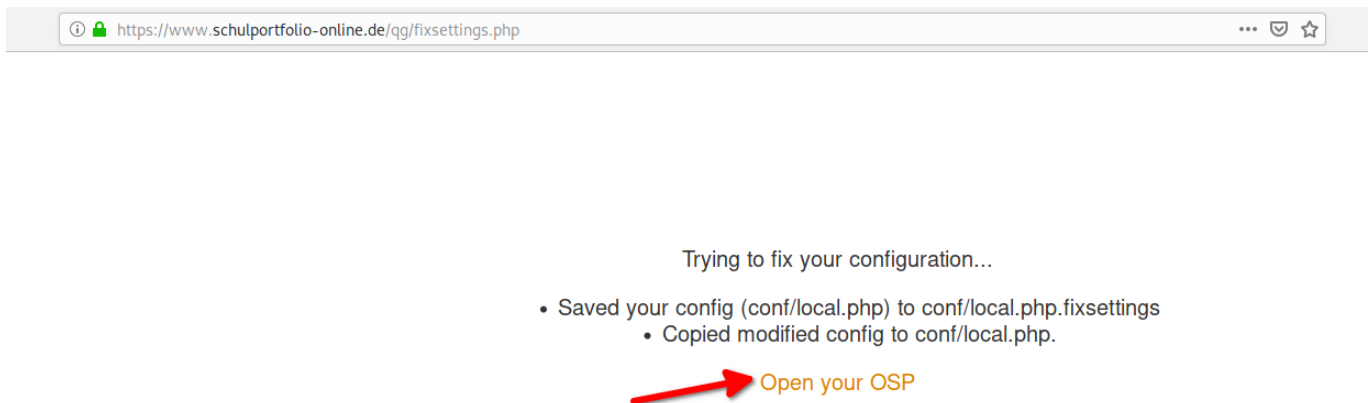 https://www.schulportfolio-online.de/qg/fixsettings.php
Trying to fix your configuration...
• Saved your config (conf/local.php) to conf/local.php.fixsettings
• Copied modified config to conf/local.php.
Open your OSP